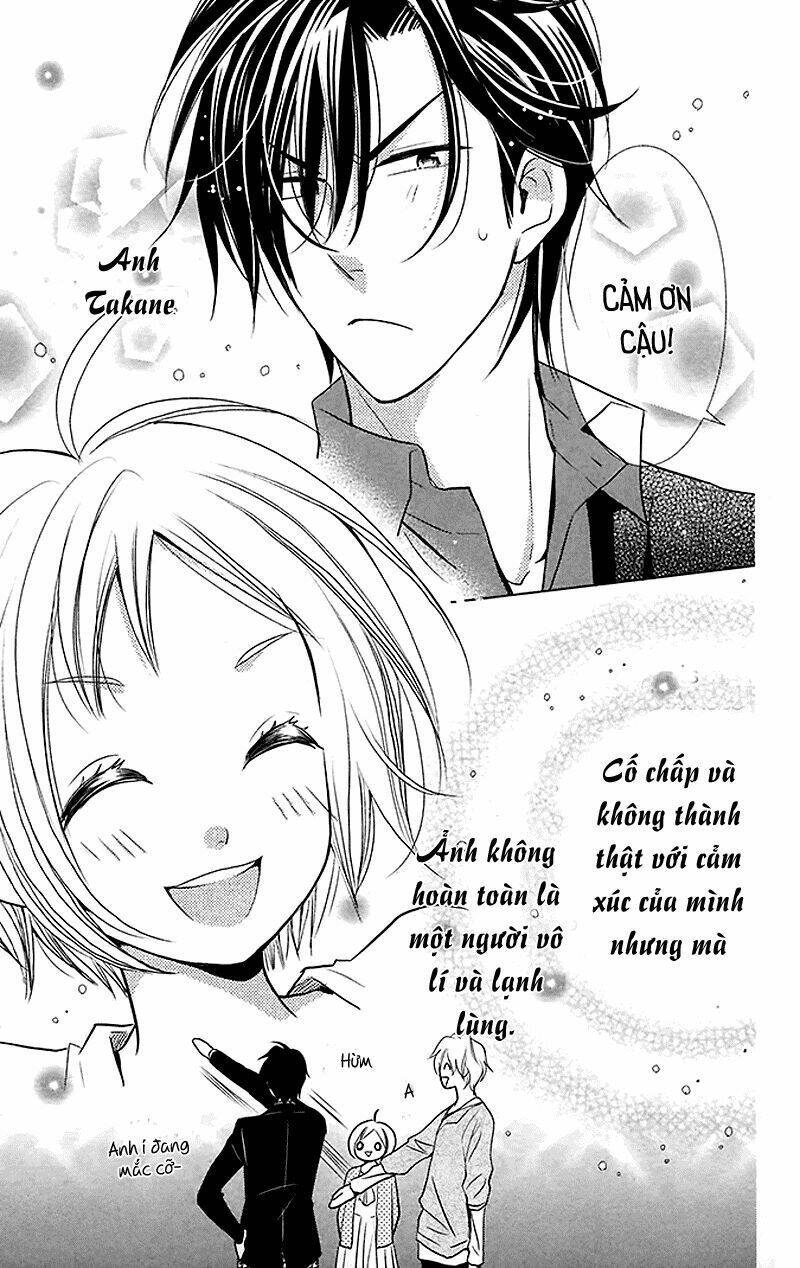 CẢM ƠN
CẬU!
Anh
Takane
Cố chấp và
không thành
thật với cảm
xúc của mình
nhưng mà
Ảnh không
hoàn toàn là
một người vô
lí và lạnh
lùng.
Hừm
A
Anh í đang
mắc cỡ-